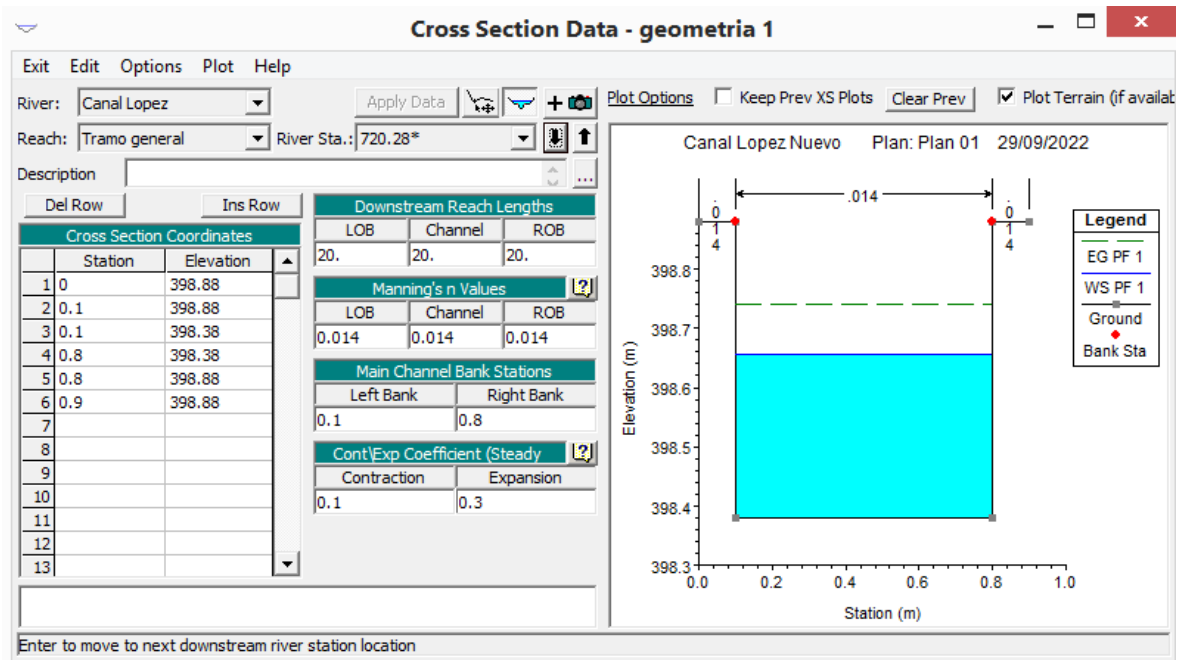 Cross Section Data - geometria 1
Exit Edit Options Plot Help
River: Canal Lopez Apply Data
Reach: Tramo general River Sta.: 720.28*
Description ...
Del Row Ins Row
Cross Section Coordinates
Station Elevation
1 0 398.88
2 0.1 398.88
3 0.1 398.38
4 0.8 398.38
5 0.8 398.88
6 0.9 398.88
7
8
9
10
11
12
13
Downstream Reach Lengths
LOB Channel ROB
20. 20. 20.
Manning's n Values
LOB Channel ROB
0.014 0.014 0.014
Main Channel Bank Stations
Left Bank Right Bank
0.1 0.8
Cont\Exp Coefficient (Steady
Contraction Expansion
0.1 0.3
Enter to move to next downstream river station location
Plot Options Keep Prev XS Plots Clear Prev Plot Terrain (if availab
Canal Lopez Nuevo Plan: Plan 01 29/09/2022
.014 .014 .014
Legend
EG PF 1
WS PF 1
Ground
Bank Sta
Elevation (m)
398.8
398.7
398.6
398.5
398.4
398.3
0.0 0.2 0.4 0.6 0.8 1.0
Station (m)